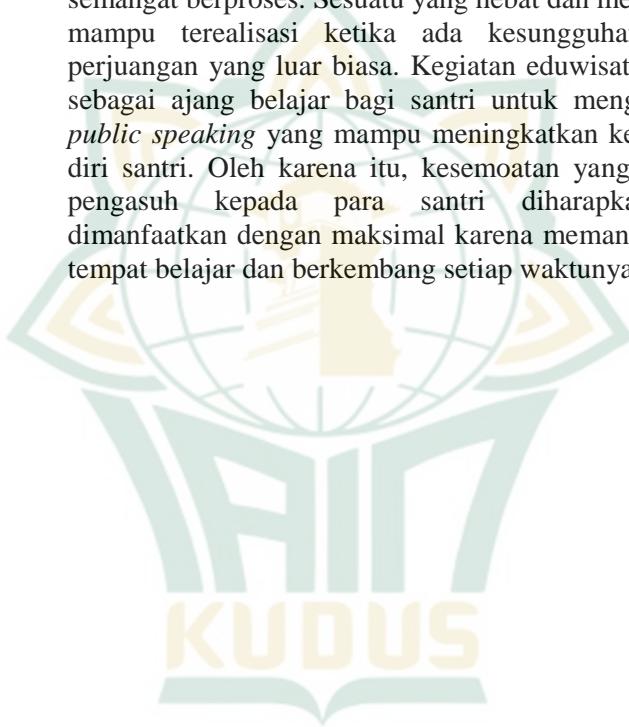 semangat berproses. Sesuatu yang hebat dan me
mampu terealisasi ketika ada kesungguha
perjuangan yang luar biasa. Kegiatan eduwisat
sebagai ajang belajar bagi santri untuk meng
public speaking yang mampu meningkatkan ke
diri santri. Oleh karena itu, kesemoatan yang
pengasuh kepada para santri diharapka
dimanfaatkan dengan maksimal karena meman
tempat belajar dan berkembang setiap waktunya
IAIN
KUDUS